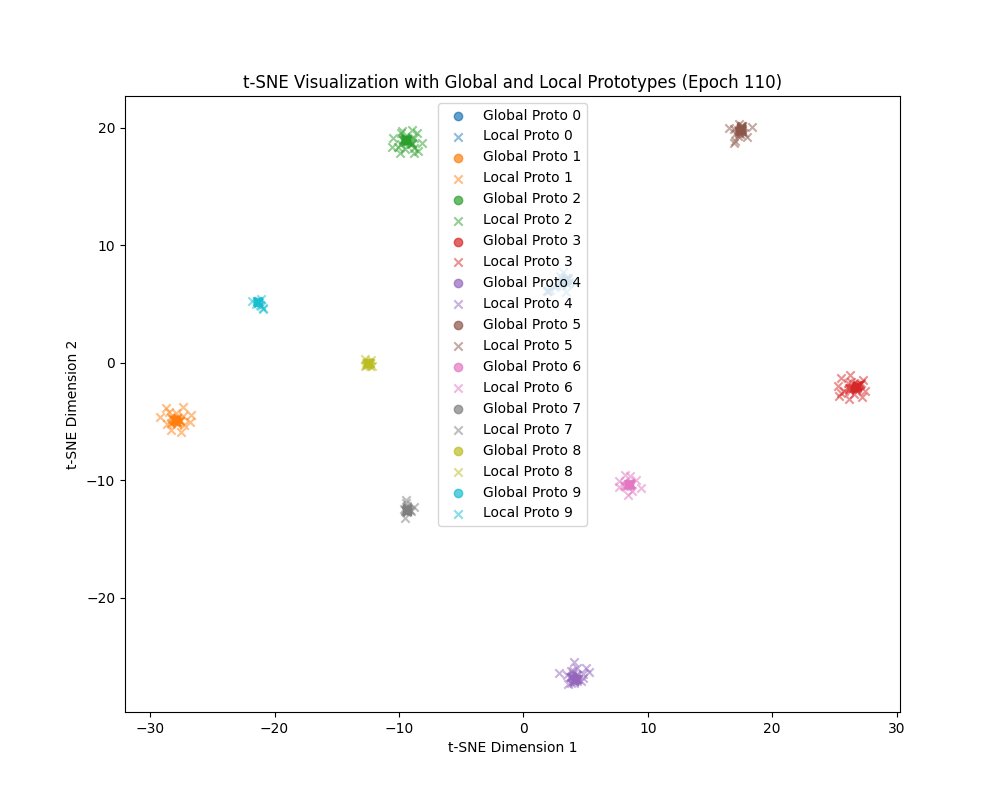 t-SNE Visualization with Global and Local Prototypes (Epoch 110)
Global Proto 0
Local Proto 0
Global Proto 1
Local Proto 1
Global Proto 2
Local Proto 2
Global Proto 3
Local Proto 3
Global Proto 4
Local Proto 4
Global Proto 5
Local Proto 5
Global Proto 6
Local Proto 6
Global Proto 7
Local Proto 7
Global Proto 8
Local Proto 8
Global Proto 9
Local Proto 9
20
10
0
−10
−20
t-SNE Dimension 2
−30
−20
−10
0
10
20
30
t-SNE Dimension 1